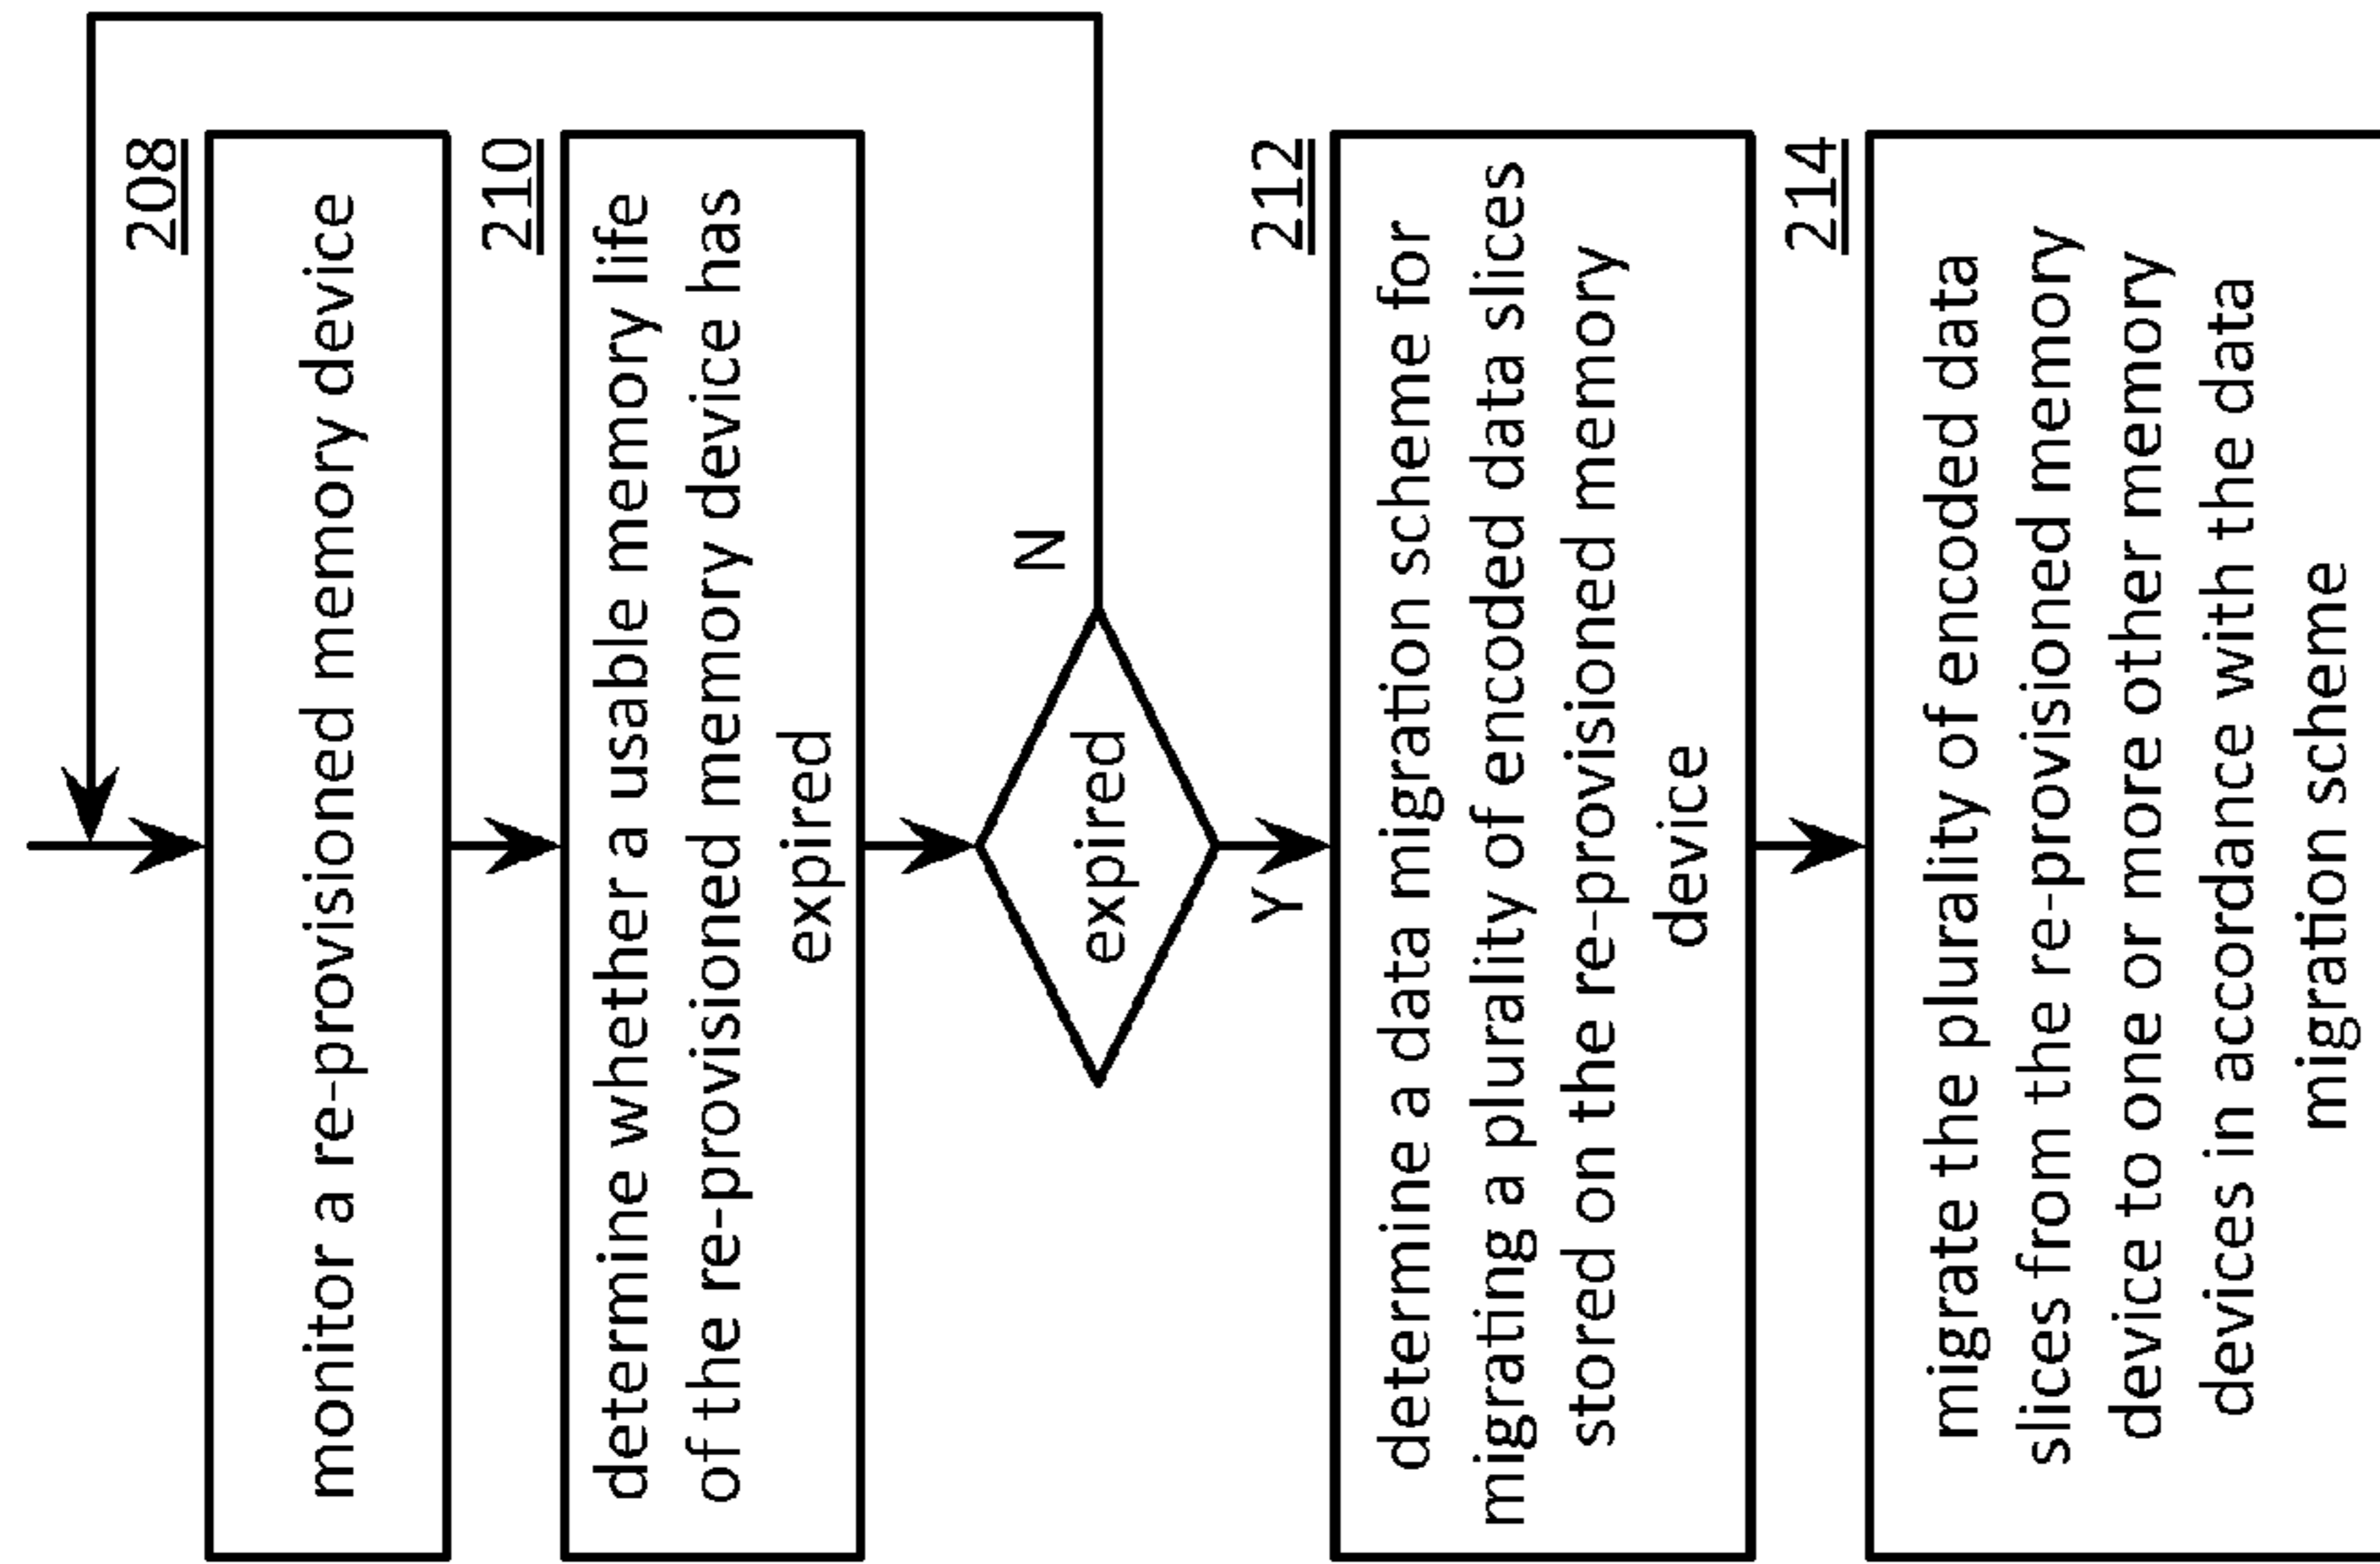 208
monitor a re-provisioned memory device
210
determine whether a usable memory life
of the re-provisioned memory device has
expired
expired
N
Y
212
determine a data migration scheme for
migrating a plurality of encoded data slices
stored on the re-provisioned memory
device
214
migrate the plurality of encoded data
slices from the re-provisioned memory
device to one or more other memory
devices in accordance with the data
migration scheme